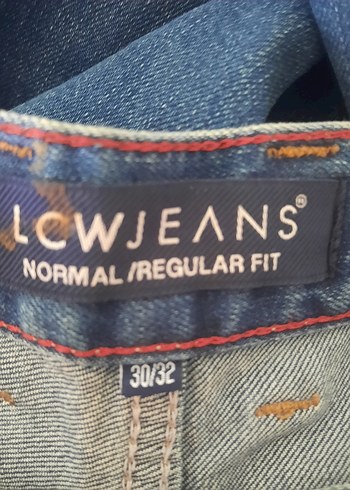 LCWJEANS®
NORMAL/REGULAR FIT
30/32